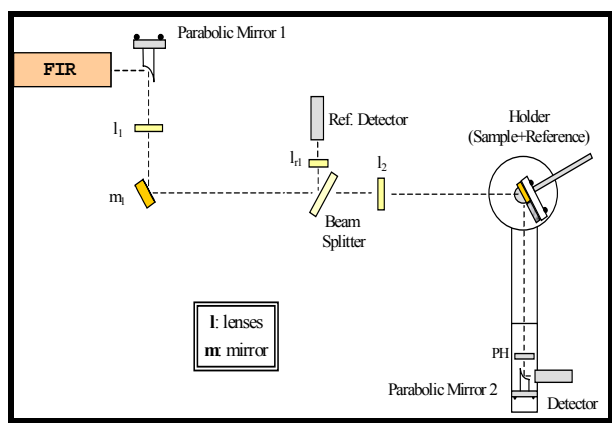 Parabolic Mirror 1
FIR
l1
Ref. Detector
Holder
(Sample+Reference)
lr1
l2
ml
Beam
Splitter
l: lenses
m: mirror
PH
Parabolic Mirror 2
Detector